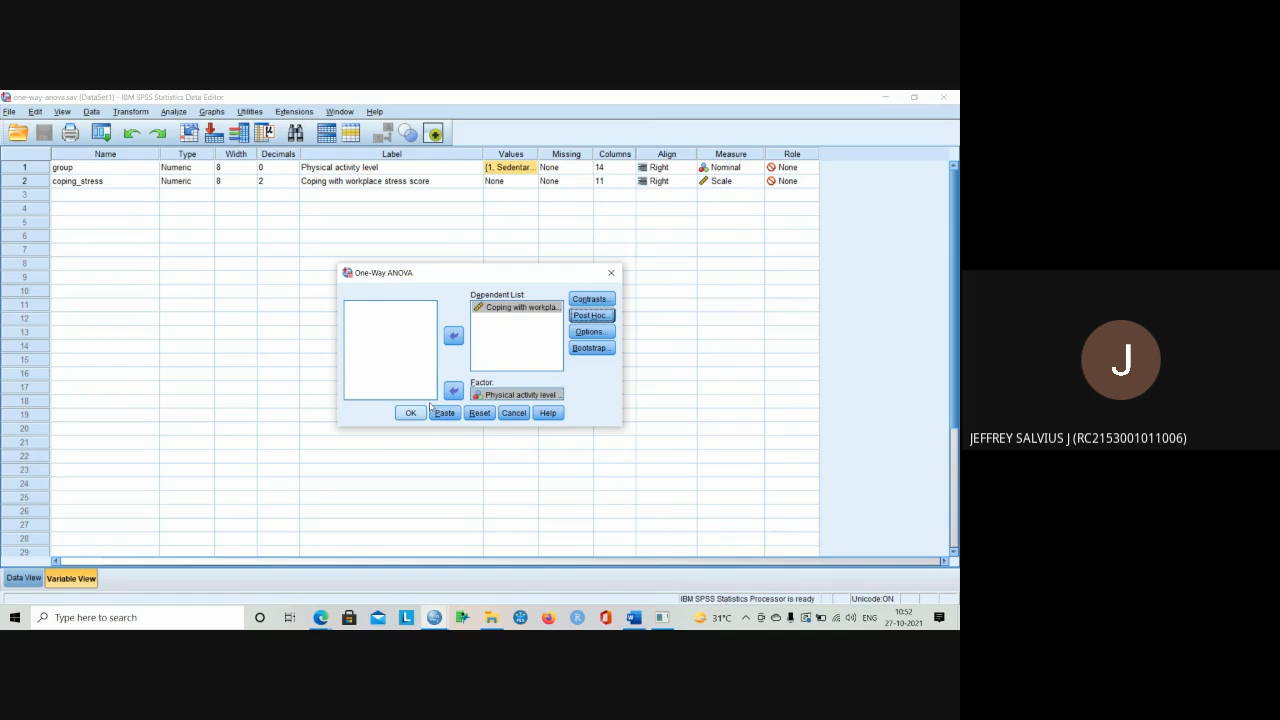 one-way-anova.sav [DataSet1] - IBM SPSS Statistics Data Editor
File Edit View Data Transform Analyze Graphs Utilities Extensions Window Help
Name Type Width Decimals Label Values Missing Columns Align Measure Role
1 group Numeric 8 0 Physical activity level {1, Sedentar... None 14 Right Nominal None
2 coping_stress Numeric 8 2 Coping with workplace stress score None None 11 Right Scale None
3
4
5
6
7
8
9
10
11
12
13
14
15
16
17
18
19
20
21
22
23
24
25
26
27
28
29
One-Way ANOVA
Dependent List:
Coping with workpla...
Contrasts...
Post Hoc...
Options...
Bootstrap...
Factor:
Physical activity level ...
OK Paste Reset Cancel Help
Data View Variable View
IBM SPSS Statistics Processor is ready Unicode:ON
Type here to search
31°C ENG 10:52
27-10-2021
J
JEFFREY SALVIUS J (RC2153001011006)